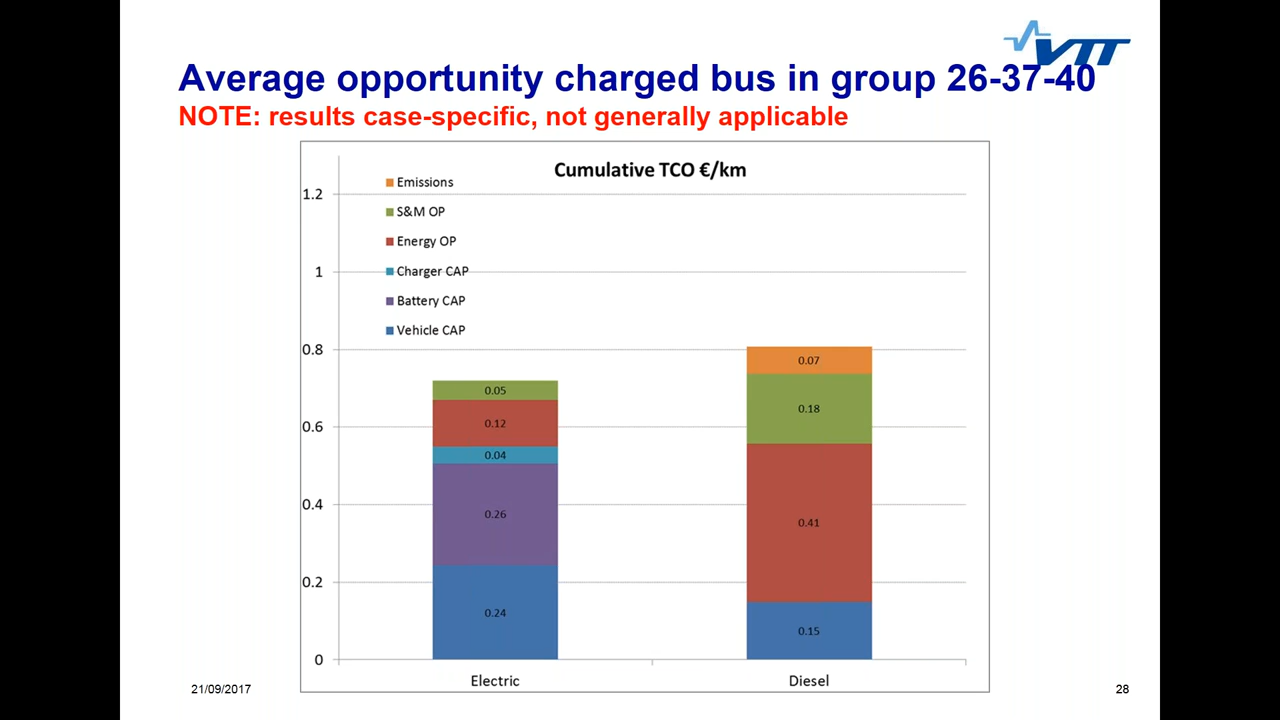 VTT
Average opportunity charged bus in group 26-37-40
NOTE: results case-specific, not generally applicable
Cumulative TCO €/km
Emissions
S&M OP
Energy OP
Charger CAP
Battery CAP
Vehicle CAP
1.2
1
0.8
0.6
0.4
0.2
0
0.05
0.12
0.04
0.26
0.24
0.07
0.18
0.41
0.15
Electric
Diesel
21/09/2017
28